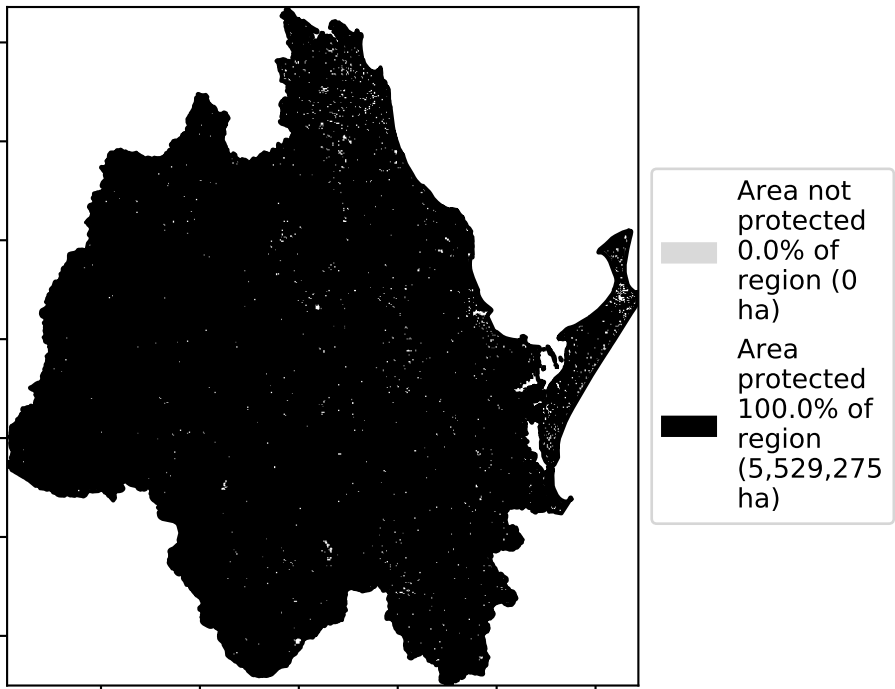 Area not
protected
0.0% of
region (0
ha)
Area
protected
100.0% of
region
(5,529,275
ha)